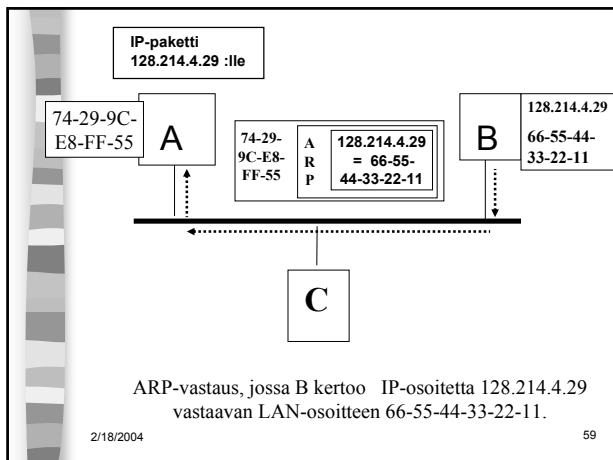 IP-paketti
128.214.4.29 :lle
74-29-9C-
E8-FF-55
A
74-29-
9C-E8-
FF-55
A
R
P
128.214.4.29
= 66-55-
44-33-22-11
B
128.214.4.29
66-55-44-
33-22-11
C
ARP-vastaus, jossa B kertoo IP-osoitetta 128.214.4.29
vastaavan LAN-osoitteen 66-55-44-33-22-11.
2/18/2004
59